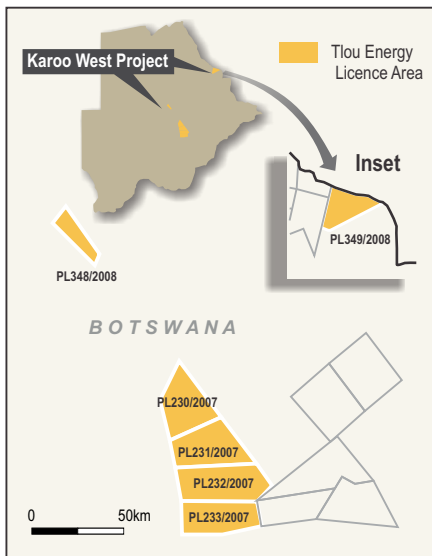 Karoo West Project
Tlou Energy
Licence Area
Inset
PL349/2008
PL348/2008
BOTSWANA
PL230/2007
PL231/2007
PL232/2007
PL233/2007
0 50km